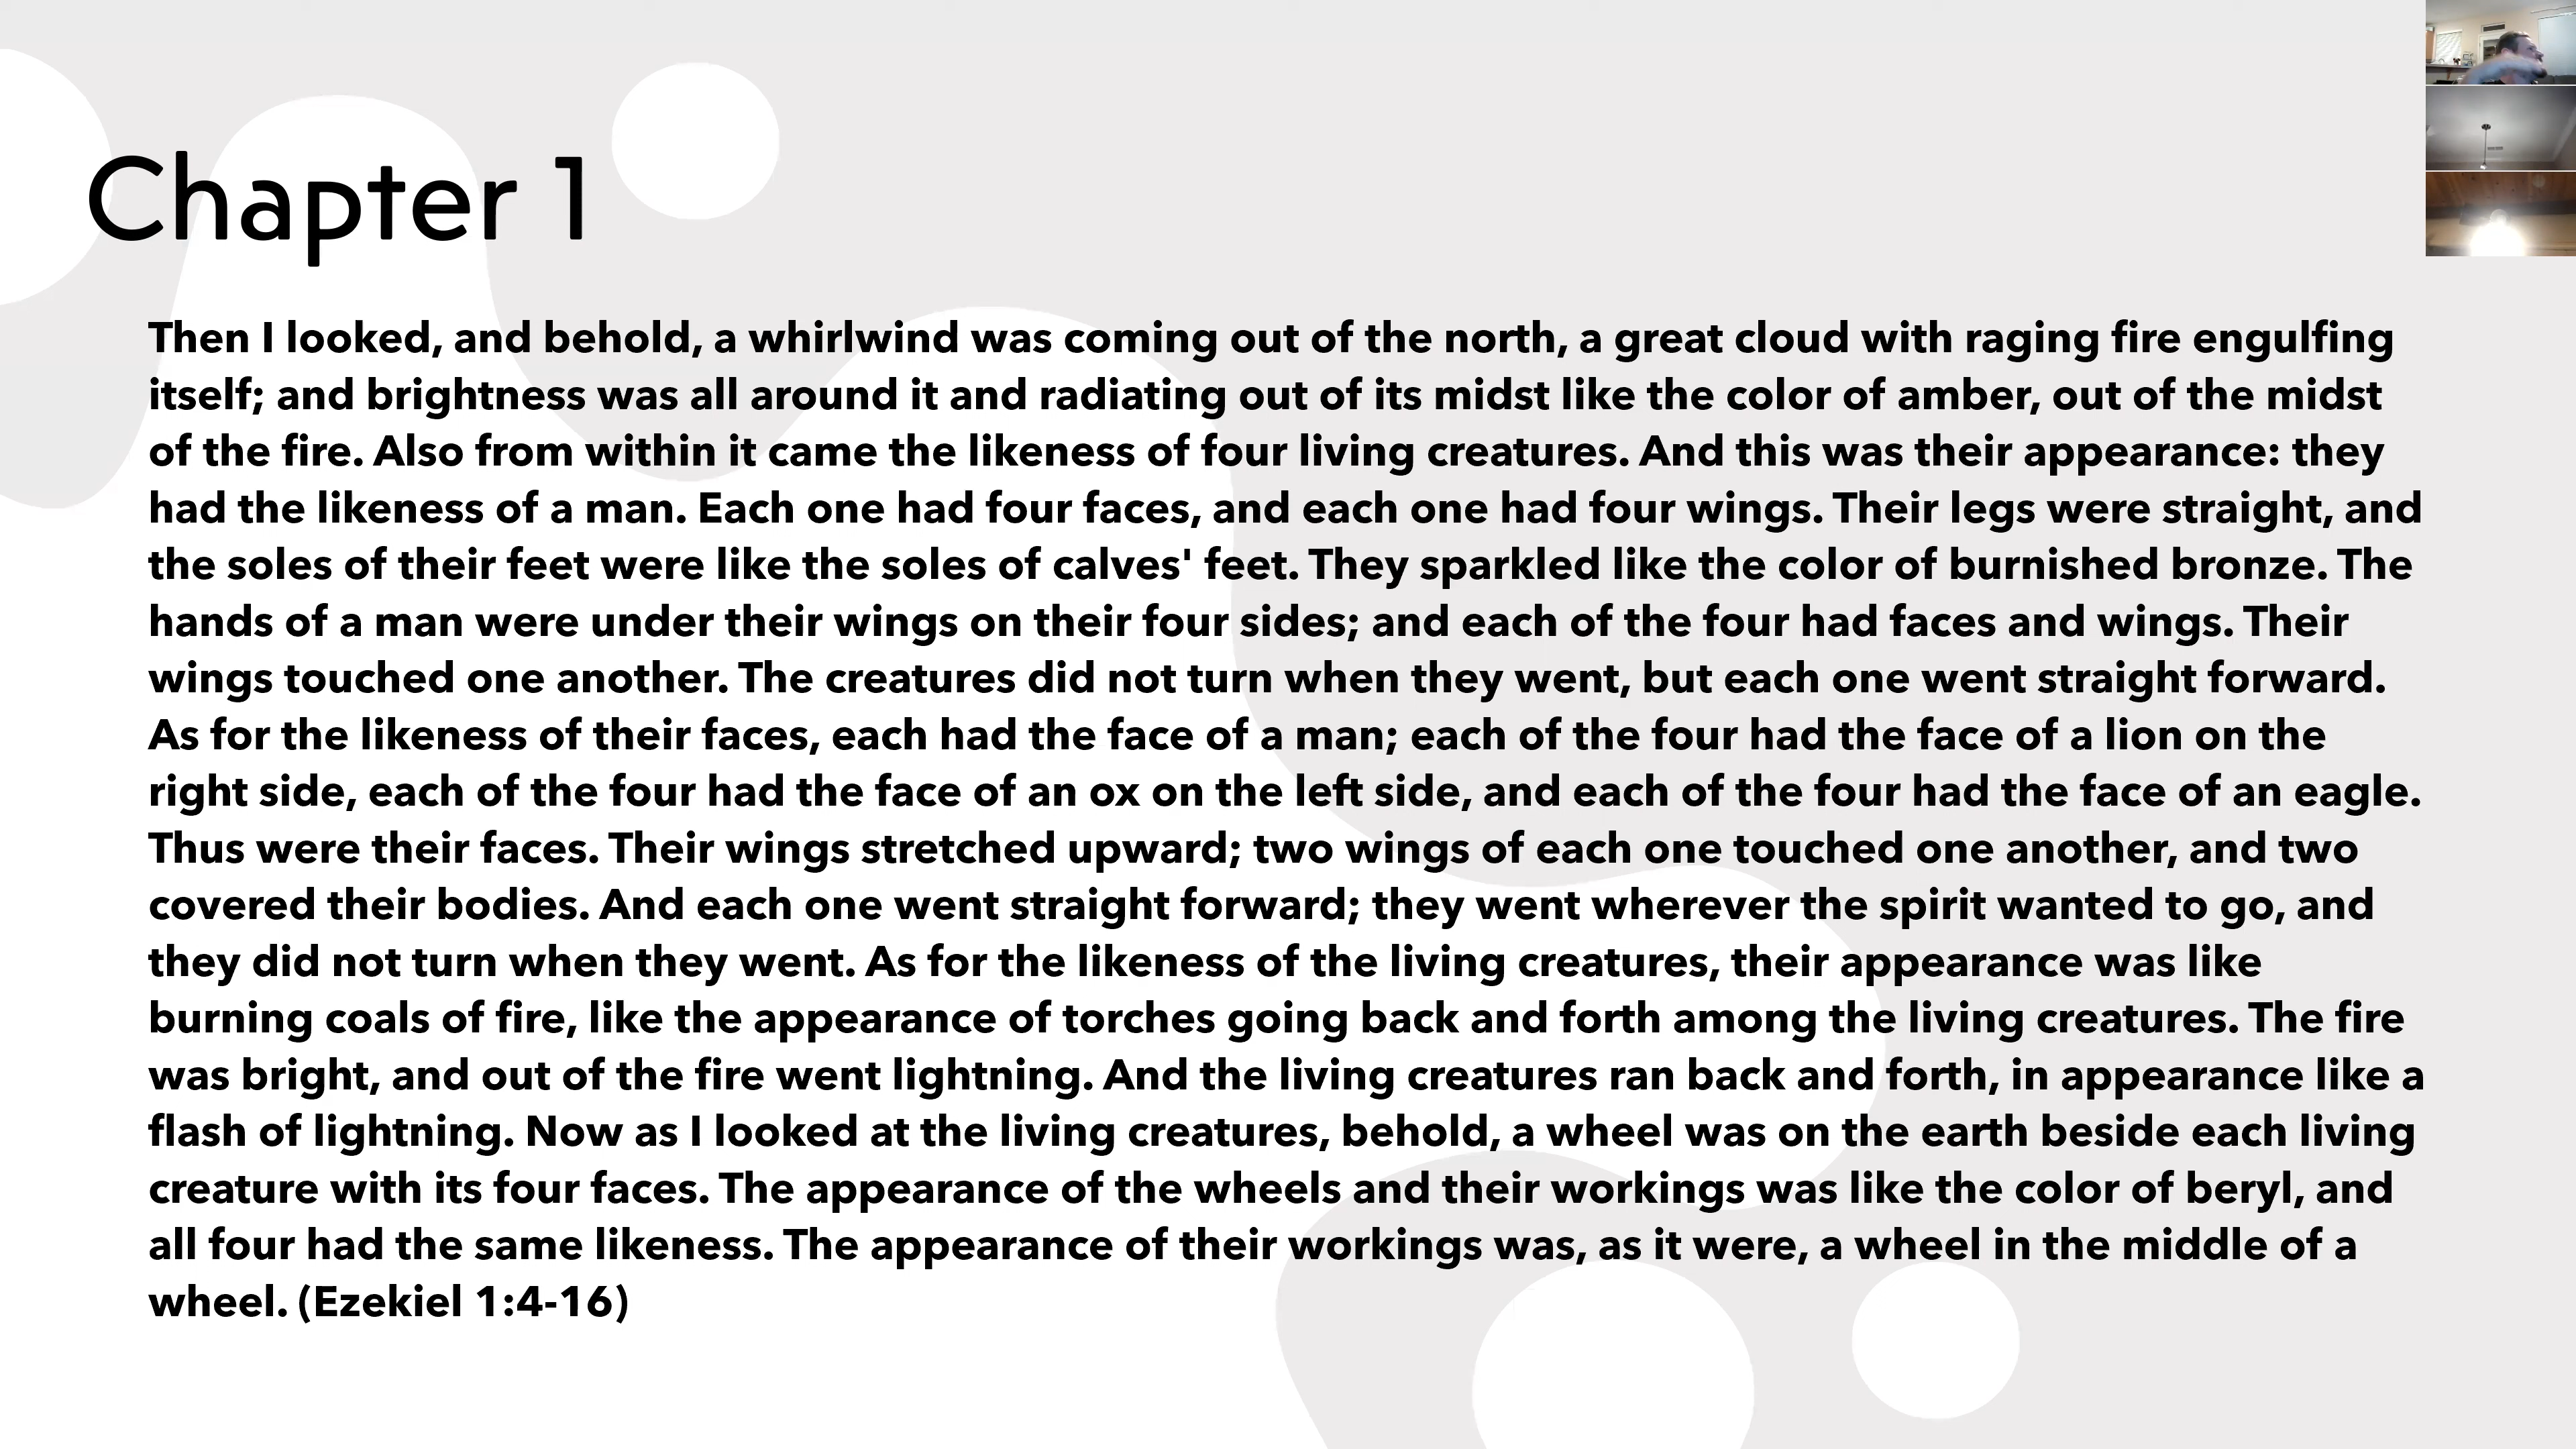 Chapter 1
Then I looked, and behold, a whirlwind was coming out of the north, a great cloud with raging fire engulfing
itself; and brightness was all around it and radiating out of its midst like the color of amber, out of the midst
of the fire. Also from within it came the likeness of four living creatures. And this was their appearance: they
had the likeness of a man. Each one had four faces, and each one had four wings. Their legs were straight, and
the soles of their feet were like the soles of calves' feet. They sparkled like the color of burnished bronze. The
hands of a man were under their wings on their four sides; and each of the four had faces and wings. Their
wings touched one another. The creatures did not turn when they went, but each one went straight forward.
As for the likeness of their faces, each had the face of a man; each of the four had the face of a lion on the
right side, each of the four had the face of an ox on the left side, and each of the four had the face of an eagle.
Thus were their faces. Their wings stretched upward; two wings of each one touched one another, and two
covered their bodies. And each one went straight forward; they went wherever the spirit wanted to go, and
they did not turn when they went. As for the likeness of the living creatures, their appearance was like
burning coals of fire, like the appearance of torches going back and forth among the living creatures. The fire
was bright, and out of the fire went lightning. And the living creatures ran back and forth, in appearance like a
flash of lightning. Now as I looked at the living creatures, behold, a wheel was on the earth beside each living
creature with its four faces. The appearance of the wheels and their workings was like the color of beryl, and
all four had the same likeness. The appearance of their workings was, as it were, a wheel in the middle of a
wheel. (Ezekiel 1:4-16)